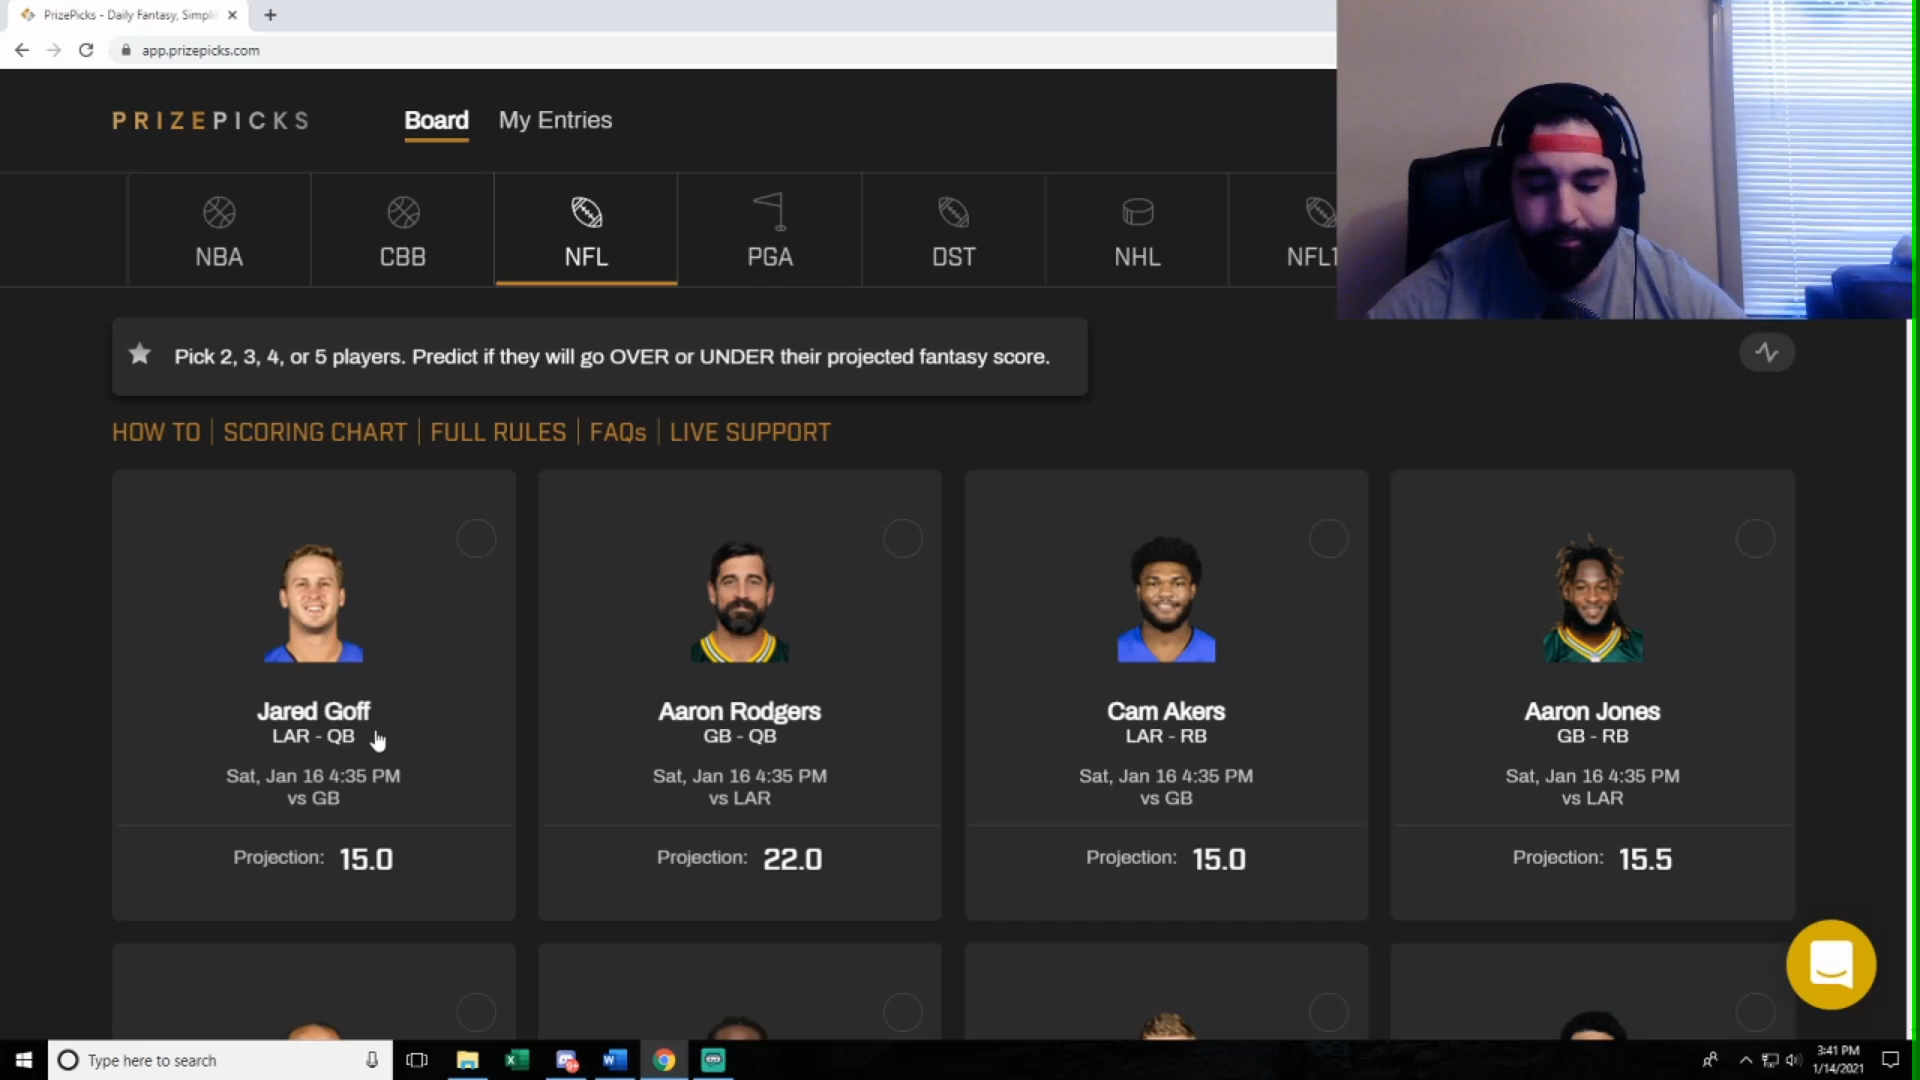 PrizePicks - Daily Fantasy, Simpli
app.prizepicks.com
PRIZEPICKS
Board
My Entries
NBA
CBB
NFL
PGA
DST
NHL
NFL1
Pick 2, 3, 4, or 5 players. Predict if they will go OVER or UNDER their projected fantasy score.
HOW TO | SCORING CHART | FULL RULES | FAQs | LIVE SUPPORT
Jared Goff
LAR - QB
Sat, Jan 16 4:35 PM
vs GB
Projection: 15.0
Aaron Rodgers
GB - QB
Sat, Jan 16 4:35 PM
vs LAR
Projection: 22.0
Cam Akers
LAR - RB
Sat, Jan 16 4:35 PM
vs GB
Projection: 15.0
Aaron Jones
GB - RB
Sat, Jan 16 4:35 PM
vs LAR
Projection: 15.5
Type here to search
3:41 PM
1/14/2021